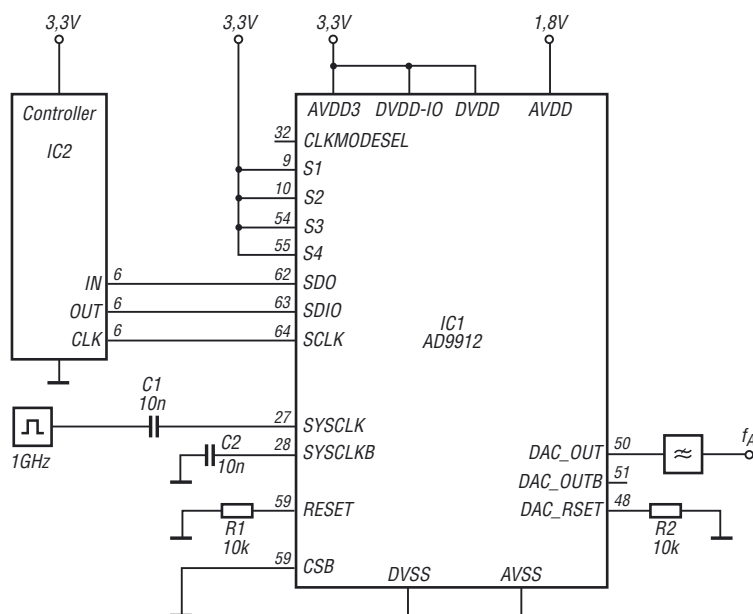 3,3V 3,3V 3,3V 1,8V
Controller
IC2
AVDD3 DVDD-IO DVDD AVDD
32 CLKMODESEL
9 S1
10 S2
54 S3
55 S4
IN 6 62 SDO
OUT 6 63 SDIO
CLK 6 64 SCLK
IC1
AD9912
C1
10n
27 SYSCLK
1GHz
C2
10n
28 SYSCLKB
DAC_OUT 50
fA
DAC_OUTB 51
59 RESET
R1
10k
DAC_RSET 48
R2
10k
59 CSB
DVSS AVSS